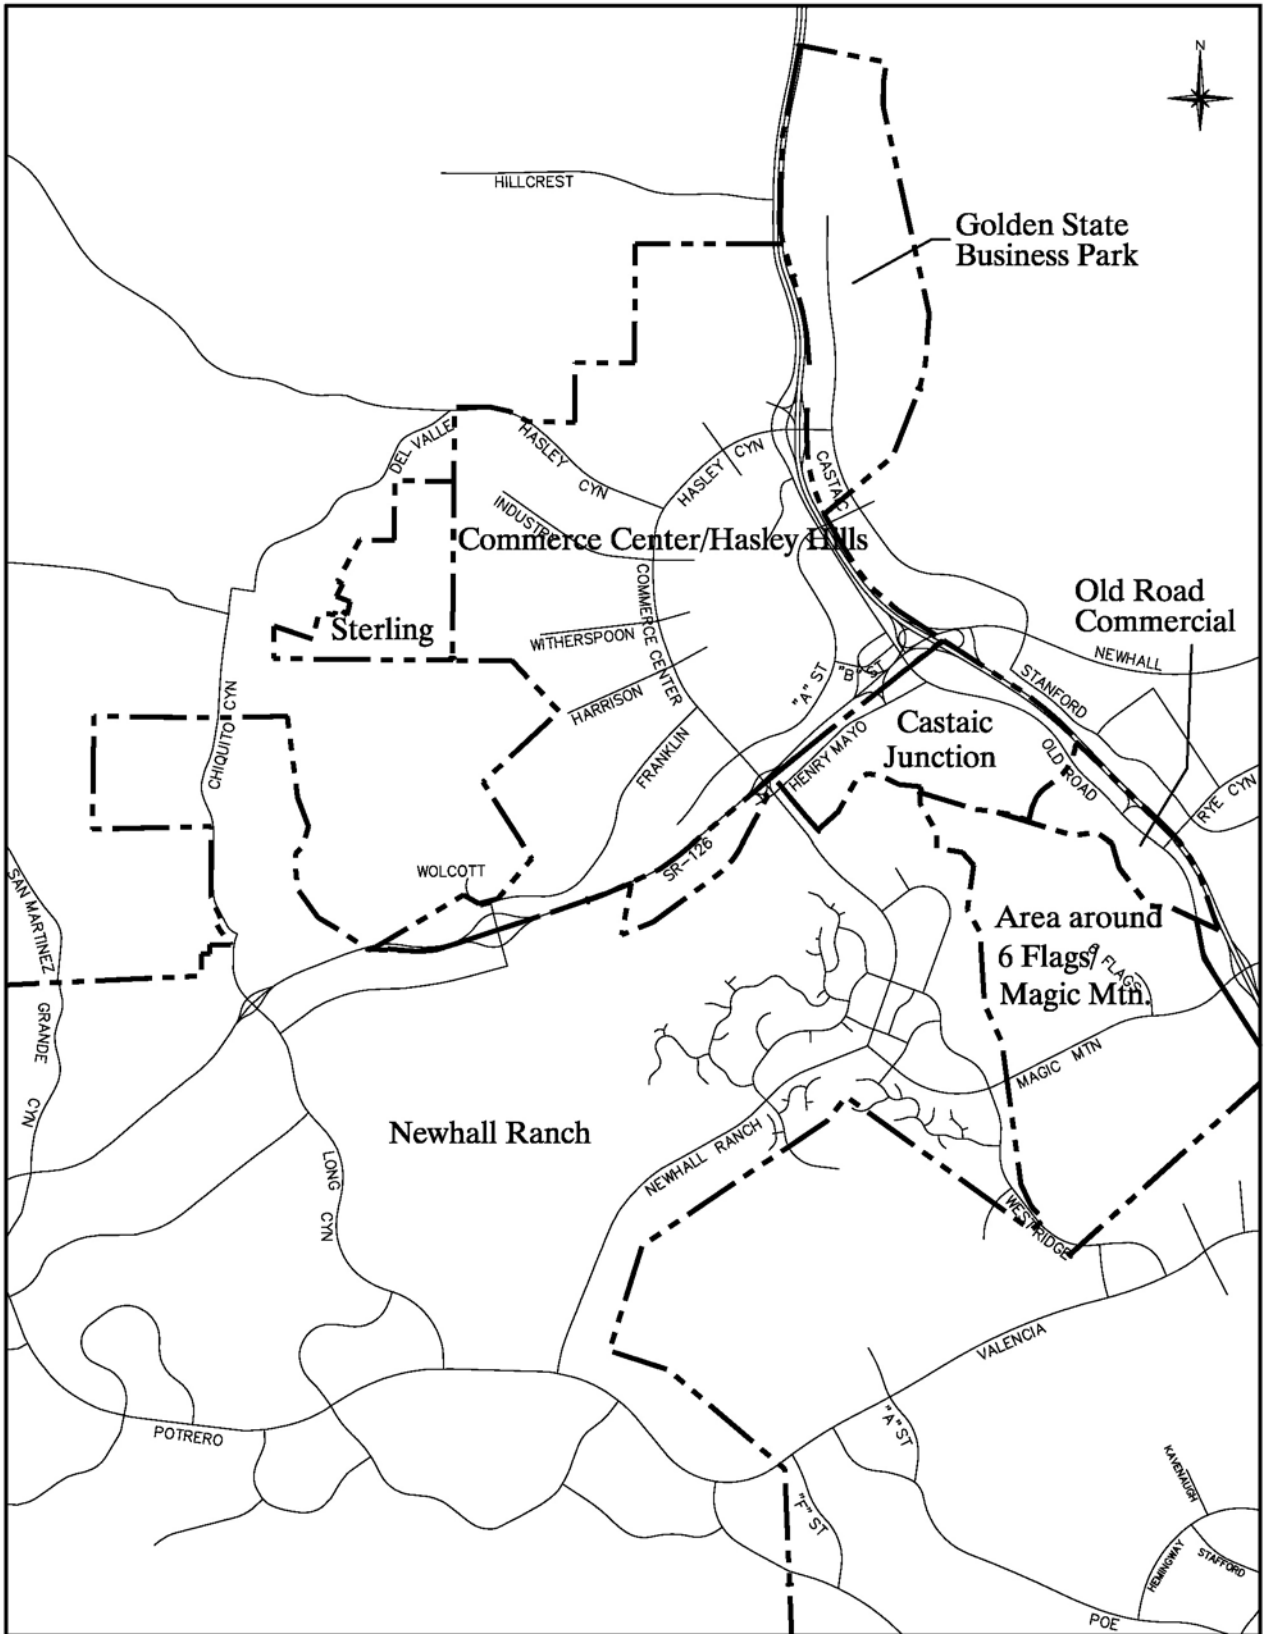 N
HILLCREST
Golden State
Business Park
DEL VALLE
HASLEY
CYN
HASLEY CYN
CASTAIC
INDUSTRY
Commerce Center/Hasley Hills
COMMERCE CENTER
Old Road
Commercial
Sterling
WITHERSPOON
NEWHALL
"B" ST
"A" ST
STANFORD
HARRISON
CHIQUITO CYN
Castaic
Junction
HENRY MAYO
FRANKLIN
OLD ROAD
RYE CYN
SR-126
WOLCOTT
SAN MARTINEZ
GRANDE
CYN
Area around
6 Flags/
Magic Mtn.
6 FLAGS
MAGIC MTN
Newhall Ranch
NEWHALL RANCH
LONG
CYN
WESTRIDGE
VALENCIA
POTRERO
"A" ST
"F" ST
KAVENAUGH
HEMINGWAY
STAFFORD
POE